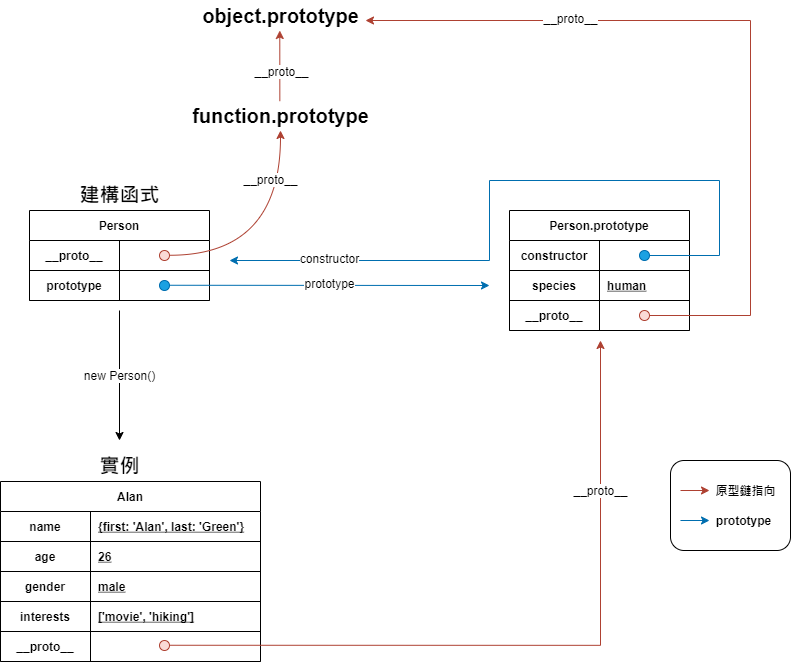 object.prototype
__proto__
__proto__
function.prototype
__proto__
建構函式
Person
__proto__
prototype
constructor
prototype
Person.prototype
constructor
species human
__proto__
new Person()
實例
Alan
name {first: 'Alan', last: 'Green'}
age 26
gender male
interests ['movie', 'hiking']
__proto__
__proto__
原型鏈指向
prototype